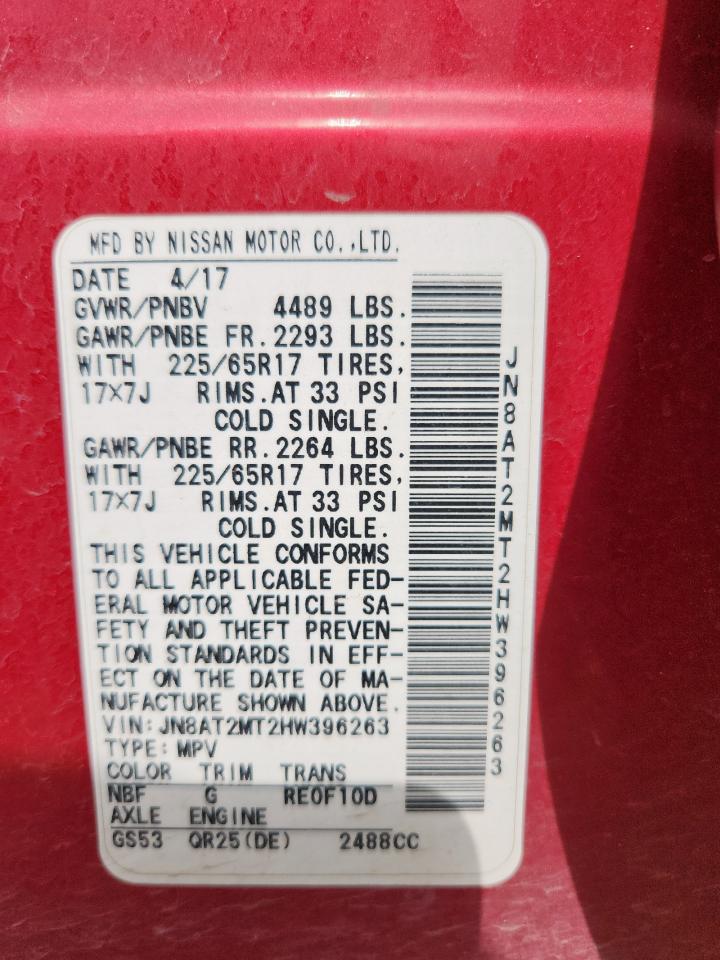 MFD BY NISSAN MOTOR CO.,LTD.
DATE 4/17
GVWR/PNBV 4489 LBS.
GAWR/PNBE FR.2293 LBS.
WITH 225/65R17 TIRES,
17×7J RIMS.AT 33 PSI
COLD SINGLE.
GAWR/PNBE RR.2264 LBS.
WITH 225/65R17 TIRES,
17×7J RIMS.AT 33 PSI
COLD SINGLE.
THIS VEHICLE CONFORMS
TO ALL APPLICABLE FED-
ERAL MOTOR VEHICLE SA-
FETY AND THEFT PREVEN-
TION STANDARDS IN EFF-
ECT ON THE DATE OF MA-
NUFACTURE SHOWN ABOVE.
VIN:JN8AT2MT2HW396263
TYPE:MPV
COLOR TRIM TRANS
NBF G RE0F10D
AXLE ENGINE
GS53 QR25(DE) 2488CC
JN8AT2MT2HW396263